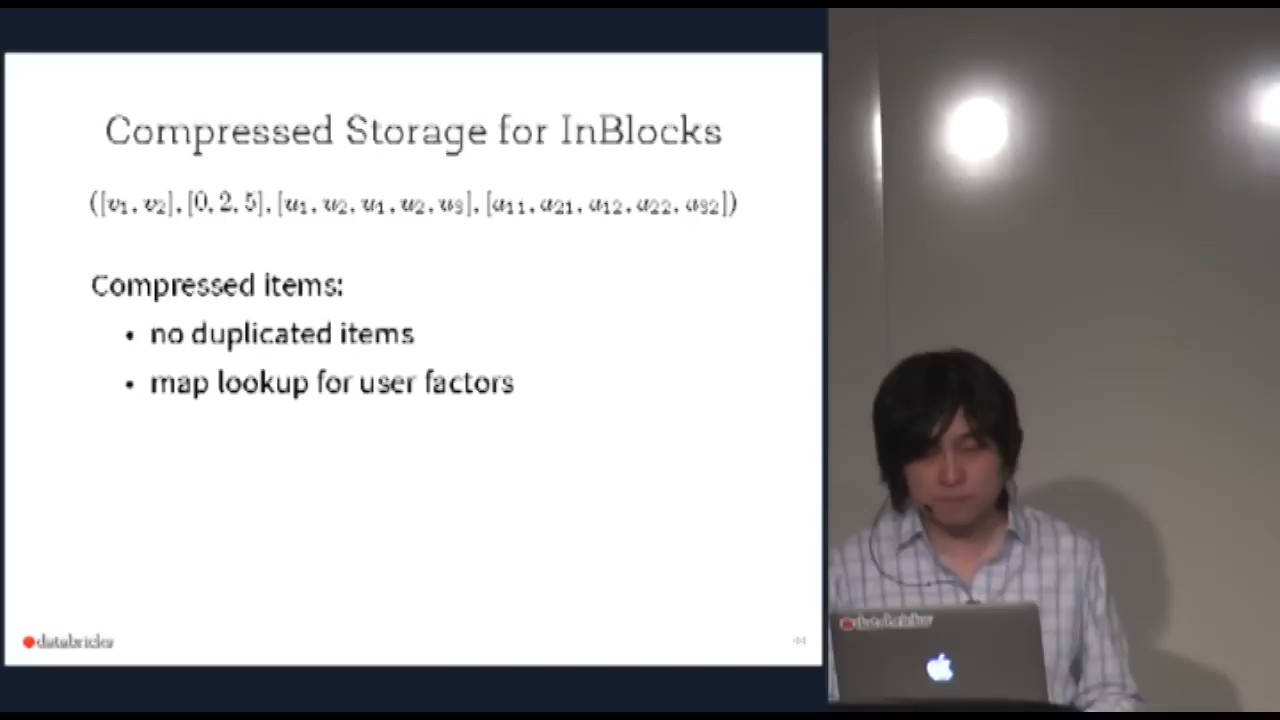 Compressed Storage for InBlocks
([v₁, v₂], [0, 2, 5], [u₁, u₂, u₁, u₂, u₃], [a₁₁, a₂₁, a₁₂, a₂₂, a₃₂])
Compressed items:
• no duplicated items
• map lookup for user factors
databricks
databricks